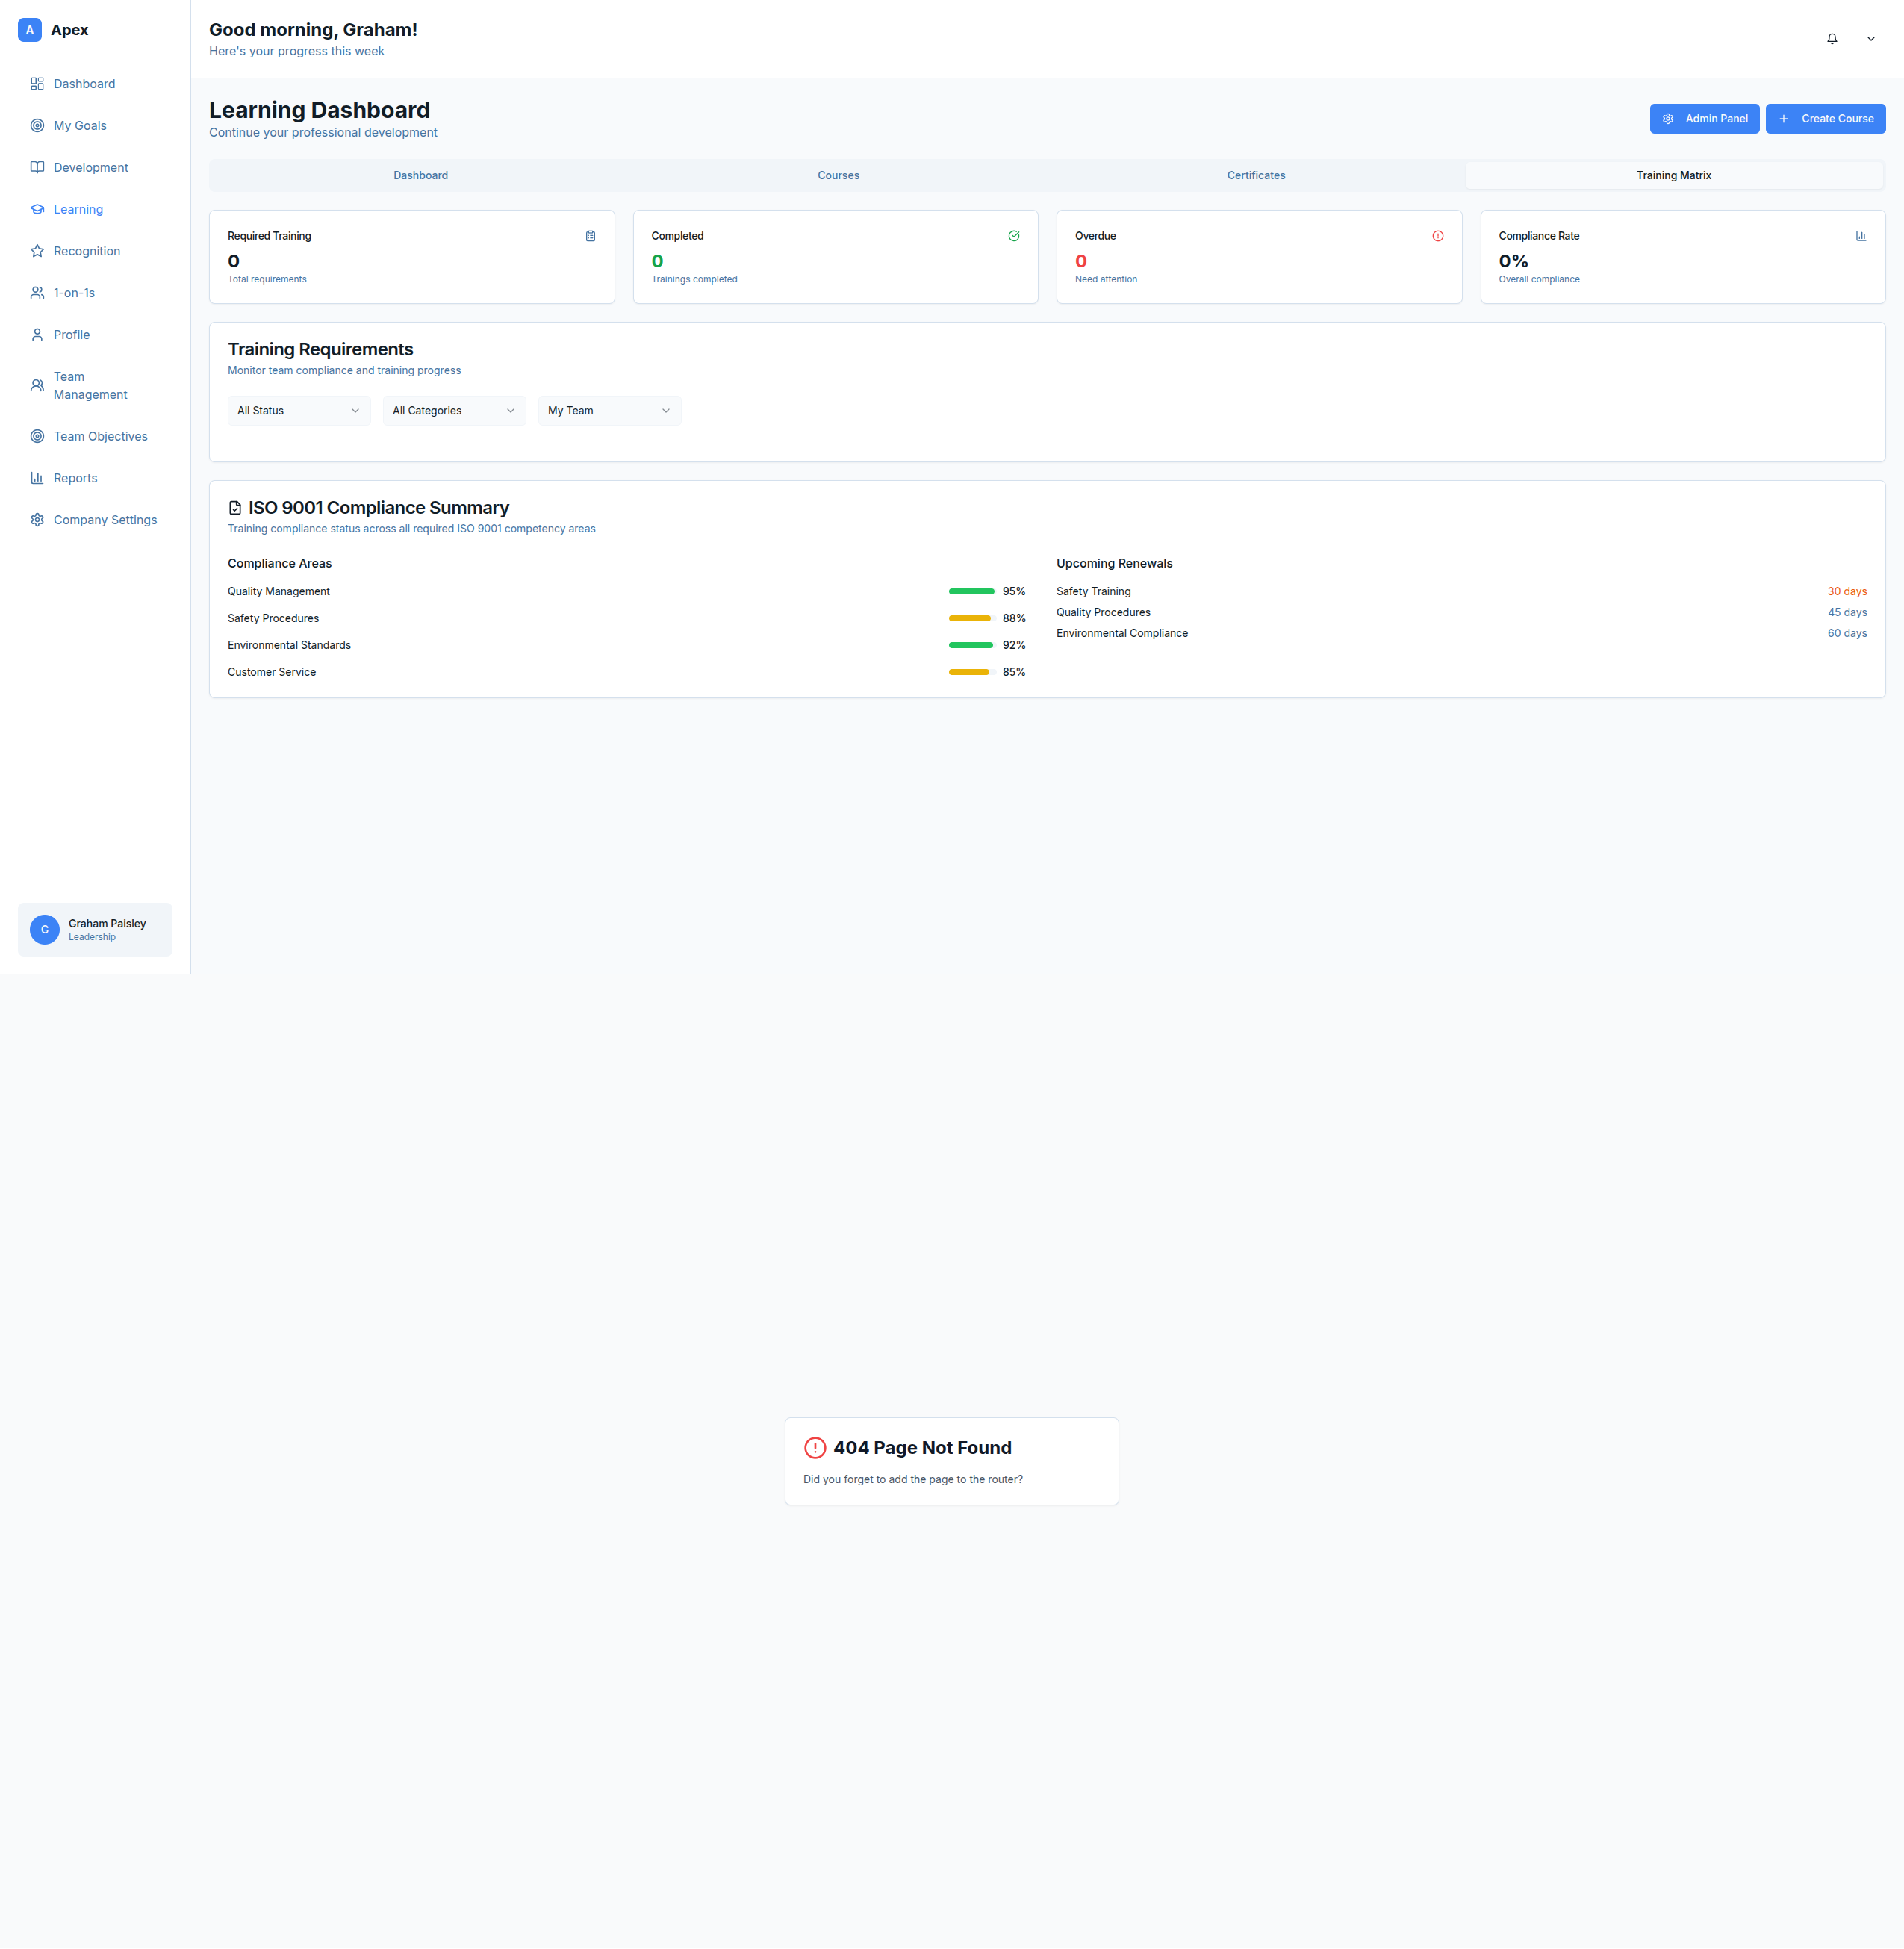 A
Apex
Dashboard
My Goals
Development
Learning
Recognition
1-on-1s
Profile
Team
Management
Team Objectives
Reports
Company Settings
G
Graham Paisley
Leadership
Good morning, Graham!
Here's your progress this week
Learning Dashboard
Continue your professional development
Admin Panel
Create Course
Dashboard
Courses
Certificates
Training Matrix
Required Training
0
Total requirements
Completed
0
Trainings completed
Overdue
0
Need attention
Compliance Rate
0%
Overall compliance
Training Requirements
Monitor team compliance and training progress
All Status
All Categories
My Team
ISO 9001 Compliance Summary
Training compliance status across all required ISO 9001 competency areas
Compliance Areas
Quality Management 95%
Safety Procedures 88%
Environmental Standards 92%
Customer Service 85%
Upcoming Renewals
Safety Training 30 days
Quality Procedures 45 days
Environmental Compliance 60 days
404 Page Not Found
Did you forget to add the page to the router?